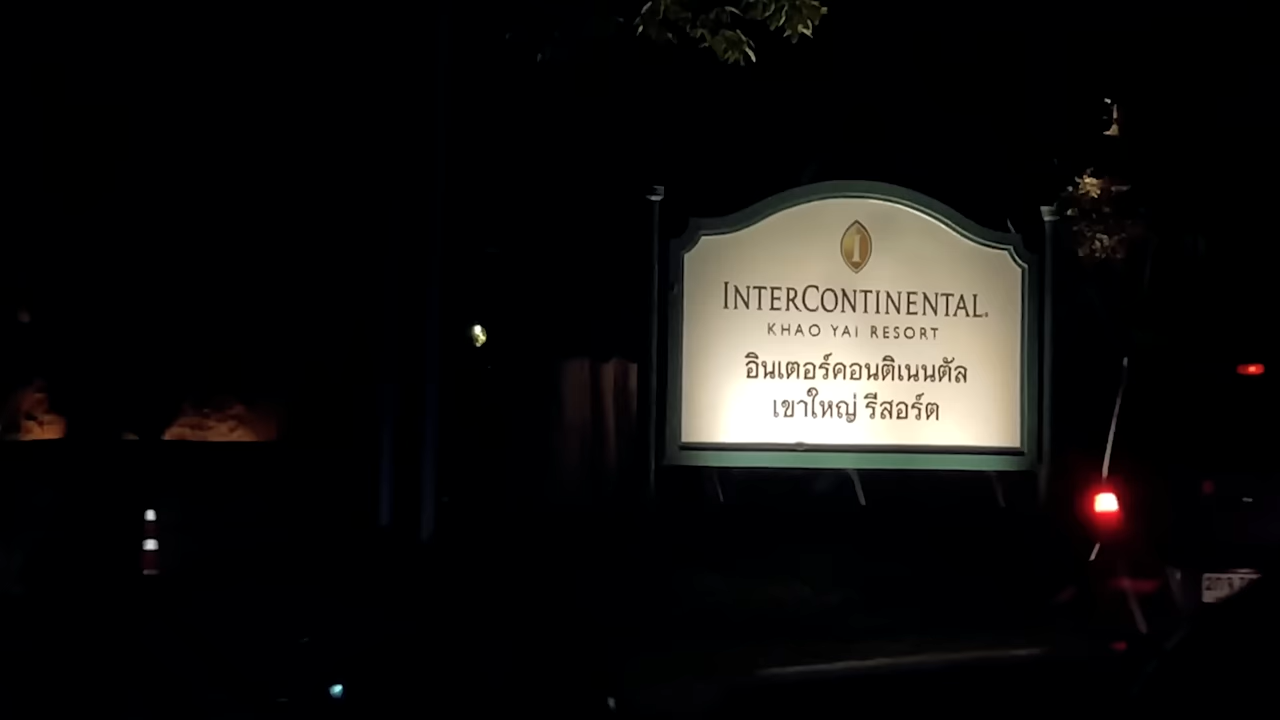 INTERCONTINENTAL.
KHAO YAI RESORT
อินเตอร์คอนติเนนตัล
เขาใหญ่ รีสอร์ต